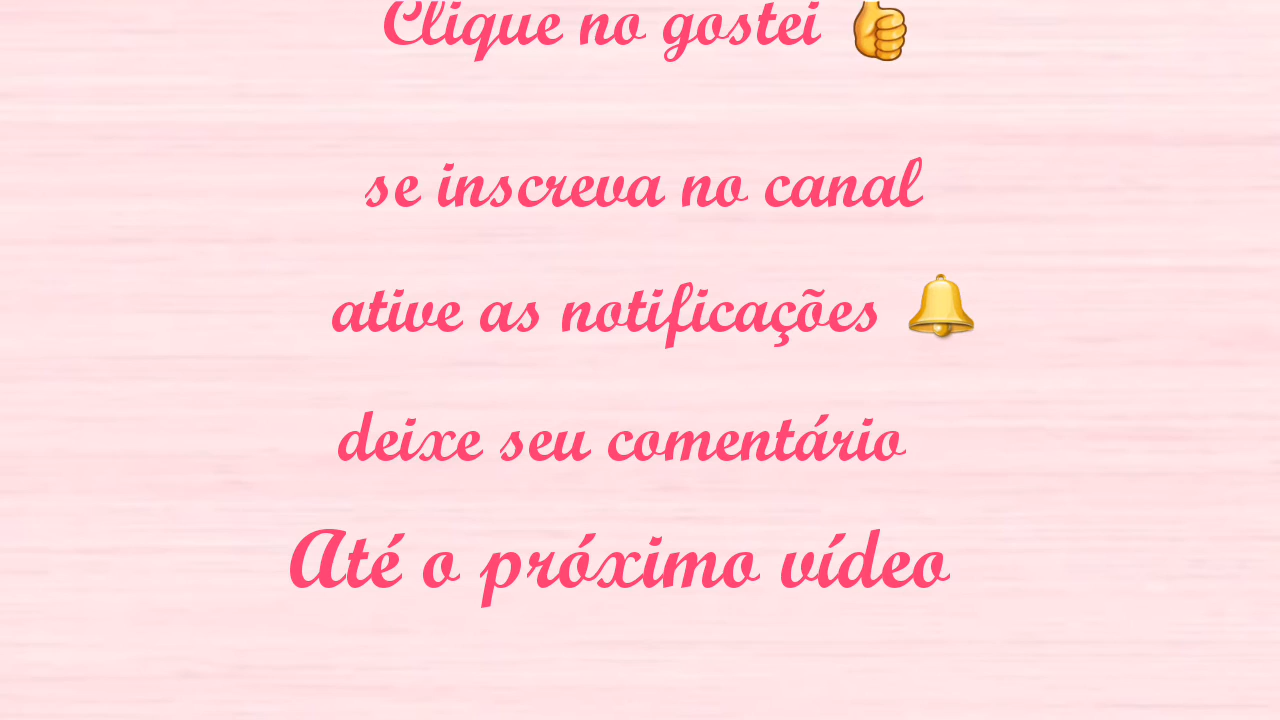 Clique no gostei 👍
se inscreva no canal
ative as notificações 🔔
deixe seu comentário
Até o próximo vídeo